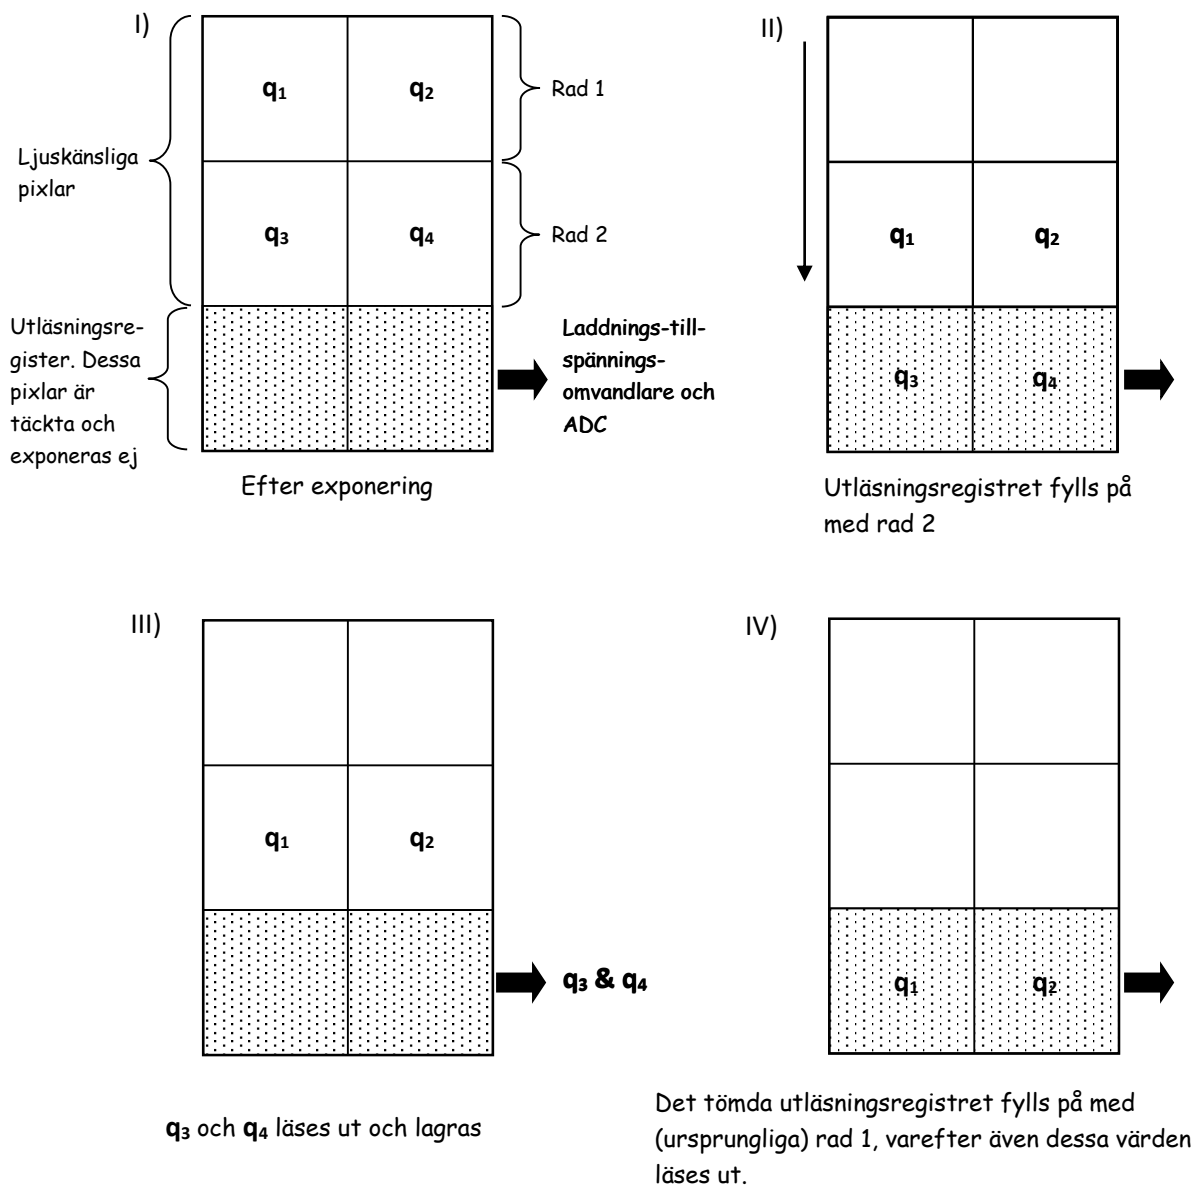 I)
q₁
q₂
Rad 1
Ljuskänsliga
pixlar
q₃
q₄
Rad 2
Utläsningsre-
gister. Dessa
pixlar är
täckta och
exponeras ej
Laddnings-till-
spännings-
omvandlare och
ADC
Efter exponering
II)
q₁
q₂
q₃
q₄
Utläsningsregistret fylls på
med rad 2
III)
q₁
q₂
q₃ & q₄
q₃ och q₄ läses ut och lagras
IV)
q₁
q₂
Det tömda utläsningsregistret fylls på med
(ursprungliga) rad 1, varefter även dessa värden
läses ut.